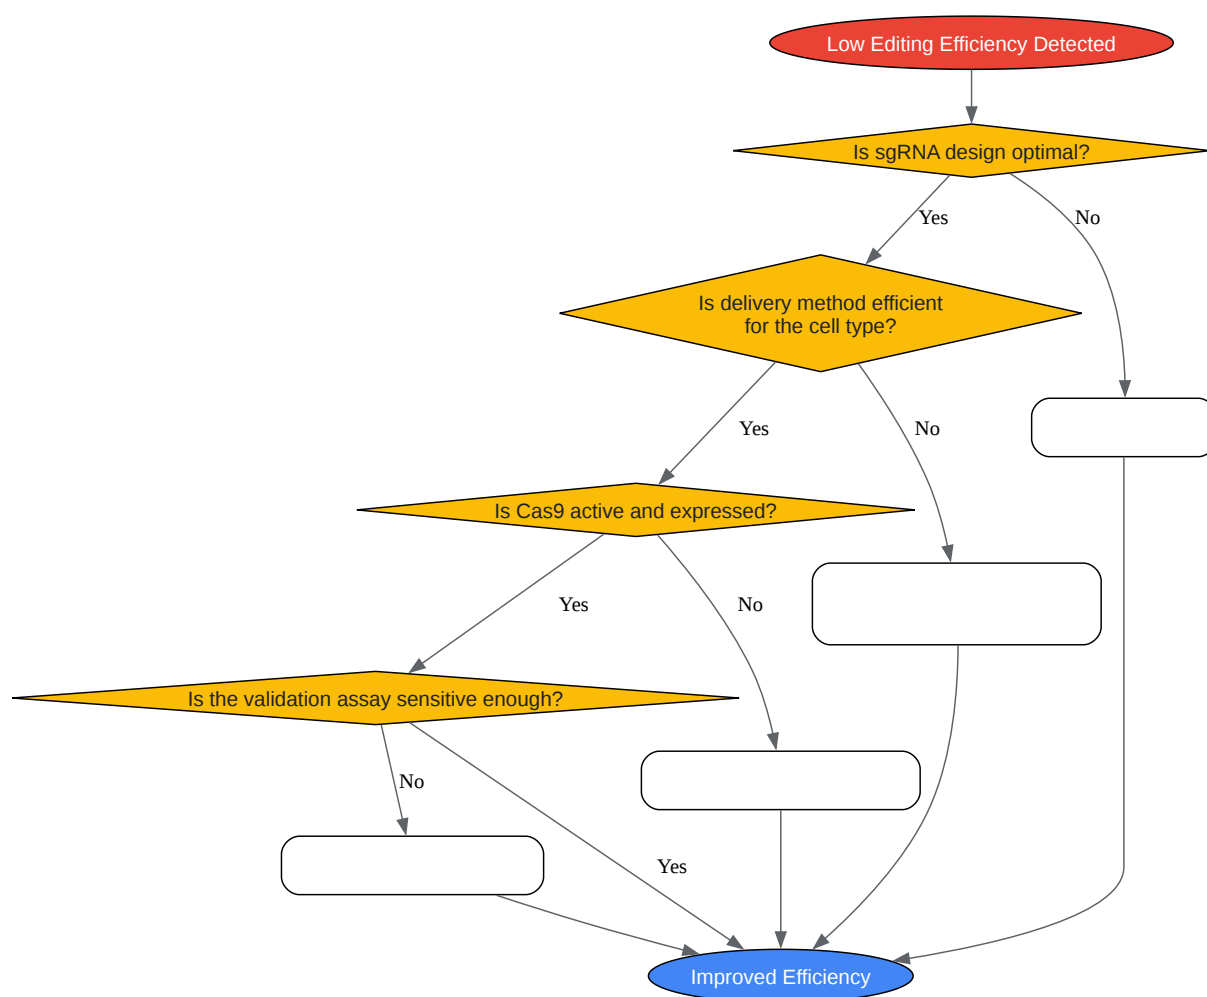 Low Editing Efficiency Detected
Is sgRNA design optimal?
Yes
No
Is delivery method efficient
for the cell type?
Yes
No
Is Cas9 active and expressed?
Yes
No
Is the validation assay sensitive enough?
No
Yes
Improved Efficiency